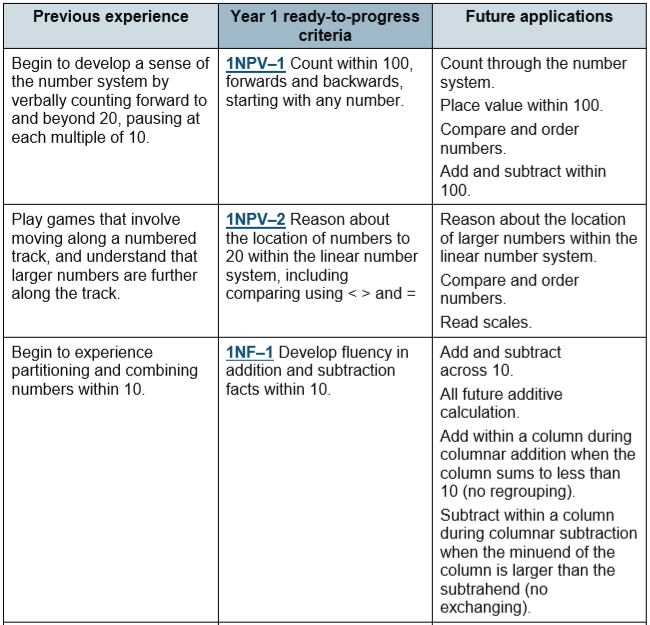 Previous experience
Year 1 ready-to-progress
criteria
Future applications
Begin to develop a sense of
the number system by
verbally counting forward to
and beyond 20, pausing at
each multiple of 10.
1NPV–1 Count within 100,
forwards and backwards,
starting with any number.
Count through the number
system.
Place value within 100.
Compare and order
numbers.
Add and subtract within
100.
Play games that involve
moving along a numbered
track, and understand that
larger numbers are further
along the track.
1NPV–2 Reason about
the location of numbers to
20 within the linear number
system, including
comparing using < > and =
Reason about the location
of larger numbers within the
linear number system.
Compare and order
numbers.
Read scales.
Begin to experience
partitioning and combining
numbers within 10.
1NF–1 Develop fluency in
addition and subtraction
facts within 10.
Add and subtract
across 10.
All future additive
calculation.
Add within a column during
columnar addition when the
column sums to less than
10 (no regrouping).
Subtract within a column
during columnar subtraction
when the minuend of the
column is larger than the
subtrahend (no
exchanging).